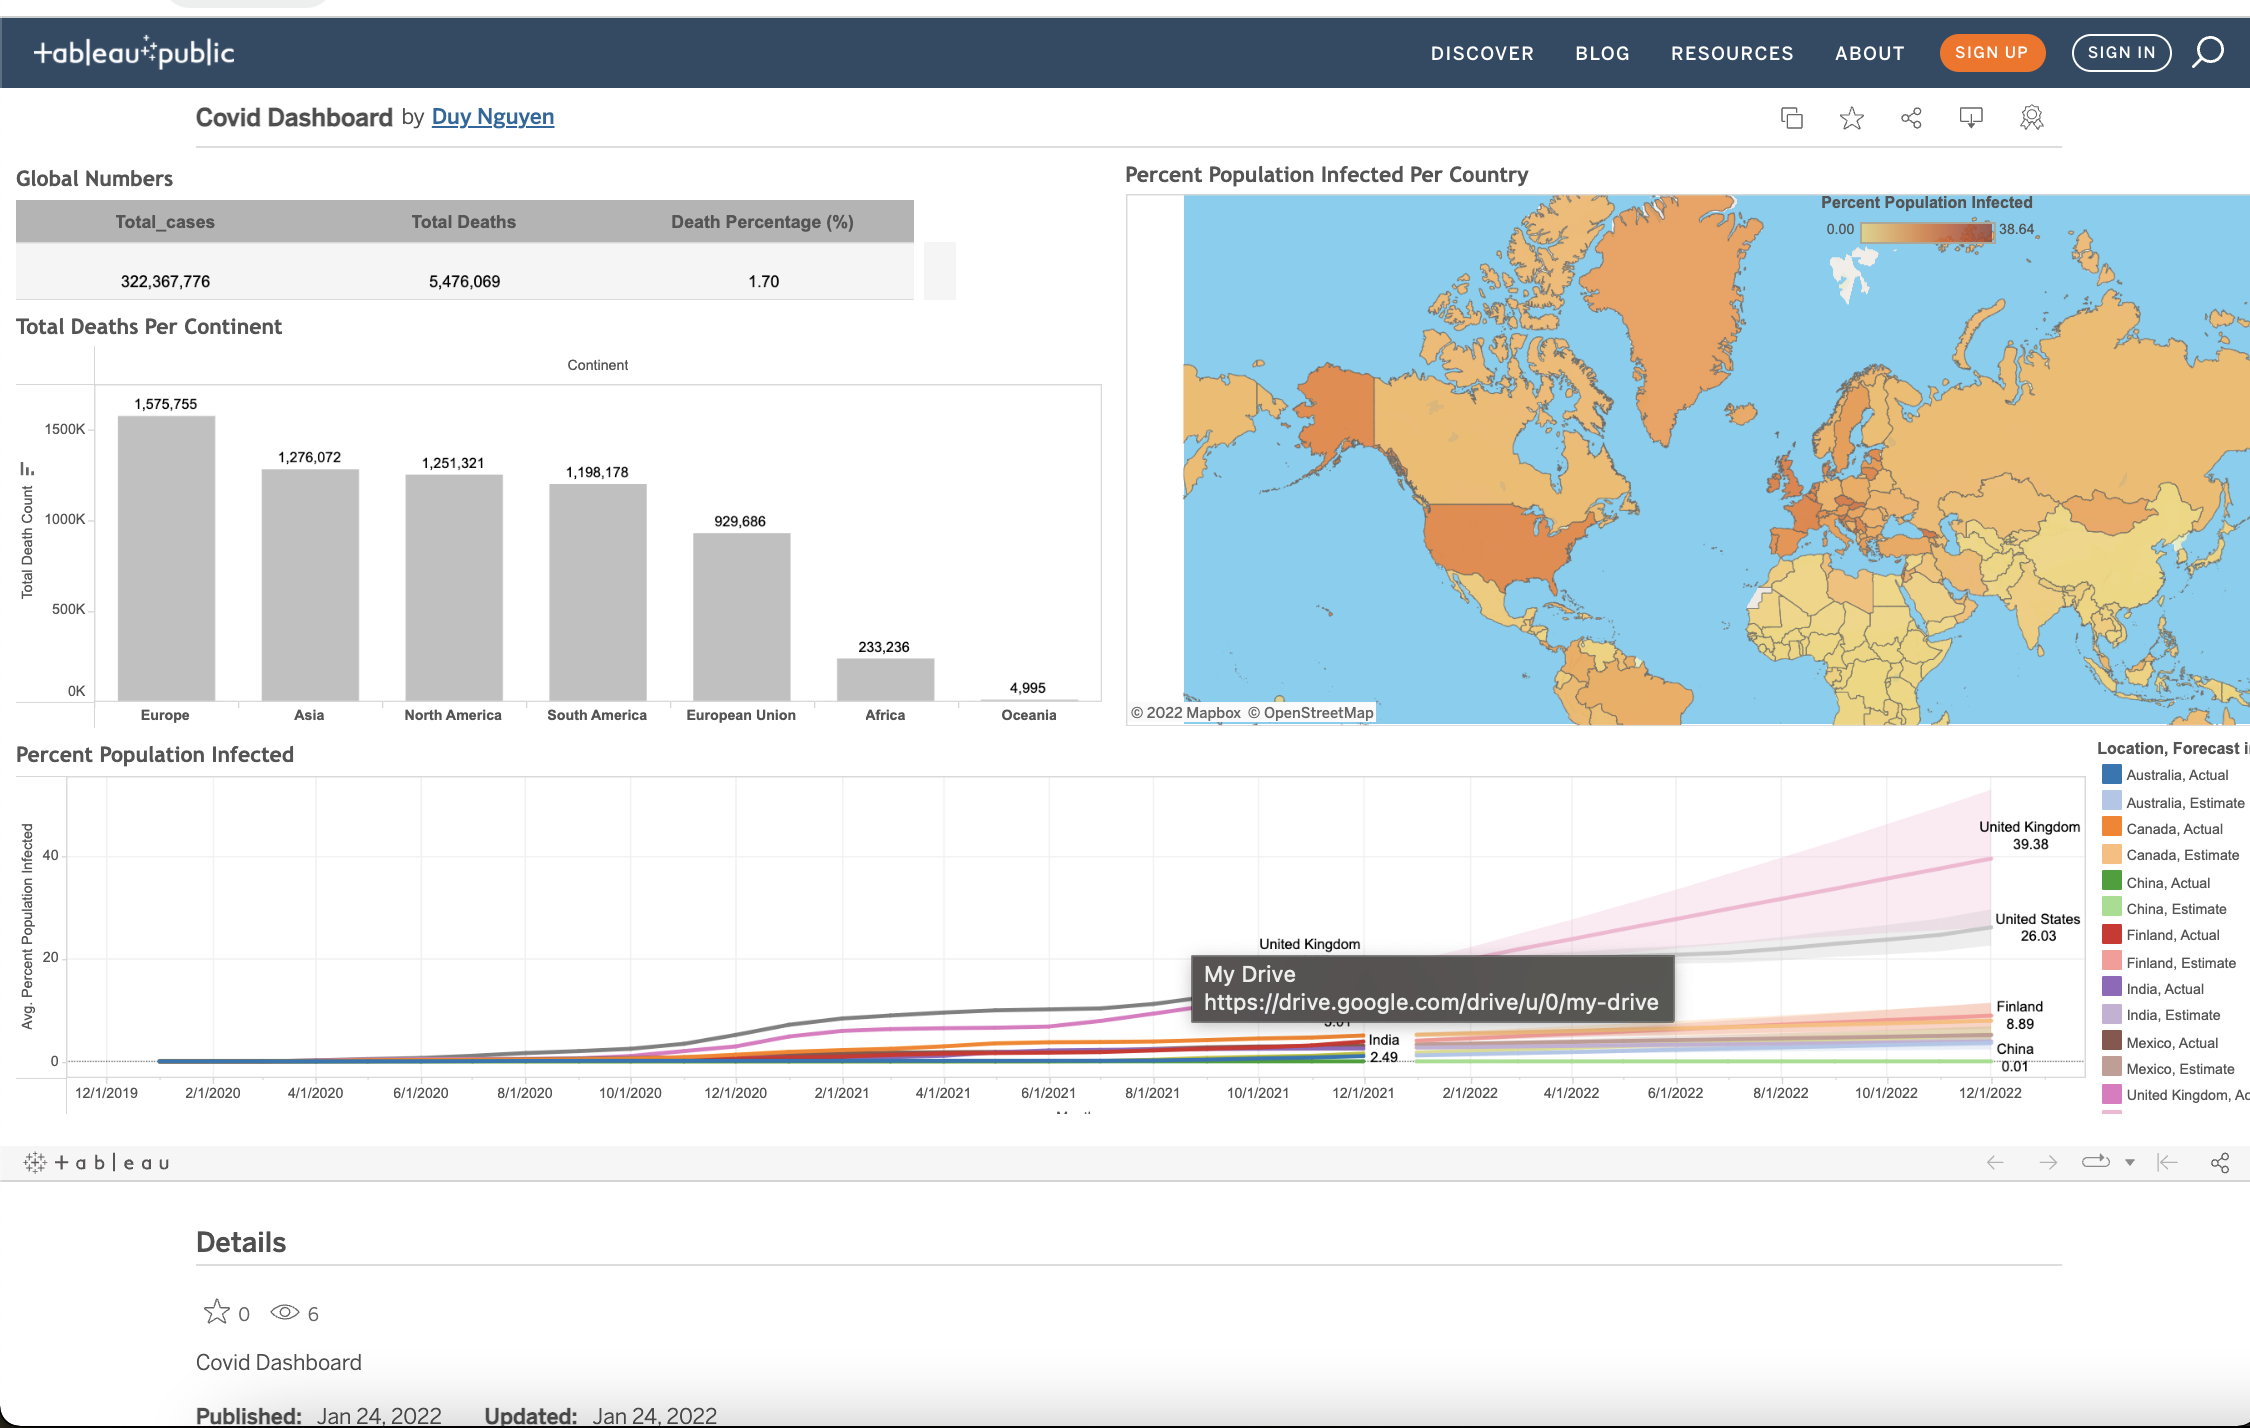 tableau public
DISCOVER BLOG RESOURCES ABOUT SIGN UP SIGN IN
Covid Dashboard by Duy Nguyen
Global Numbers
Total_cases Total Deaths Death Percentage (%)
322,367,776 5,476,069 1.70
Total Deaths Per Continent
Continent
Total Death Count
1500K
1000K
500K
0K
1,575,755
1,276,072
1,251,321
1,198,178
929,686
233,236
4,995
Europe Asia North America South America European Union Africa Oceania
Percent Population Infected Per Country
Percent Population Infected
0.00 38.64
© 2022 Mapbox © OpenStreetMap
Percent Population Infected
Avg. Percent Population Infected
40
20
0
United Kingdom
39.38
United States
26.03
United Kingdom
My Drive
https://drive.google.com/drive/u/0/my-drive
Finland
8.89
India
2.49
China
0.01
12/1/2019 2/1/2020 4/1/2020 6/1/2020 8/1/2020 10/1/2020 12/1/2020 2/1/2021 4/1/2021 6/1/2021 8/1/2021 10/1/2021 12/1/2021 2/1/2022 4/1/2022 6/1/2022 8/1/2022 10/1/2022 12/1/2022
Location, Forecast i
Australia, Actual
Australia, Estimate
Canada, Actual
Canada, Estimate
China, Actual
China, Estimate
Finland, Actual
Finland, Estimate
India, Actual
India, Estimate
Mexico, Actual
Mexico, Estimate
United Kingdom, Ac
tableau
Details
0 6
Covid Dashboard
Published: Jan 24, 2022 Updated: Jan 24, 2022